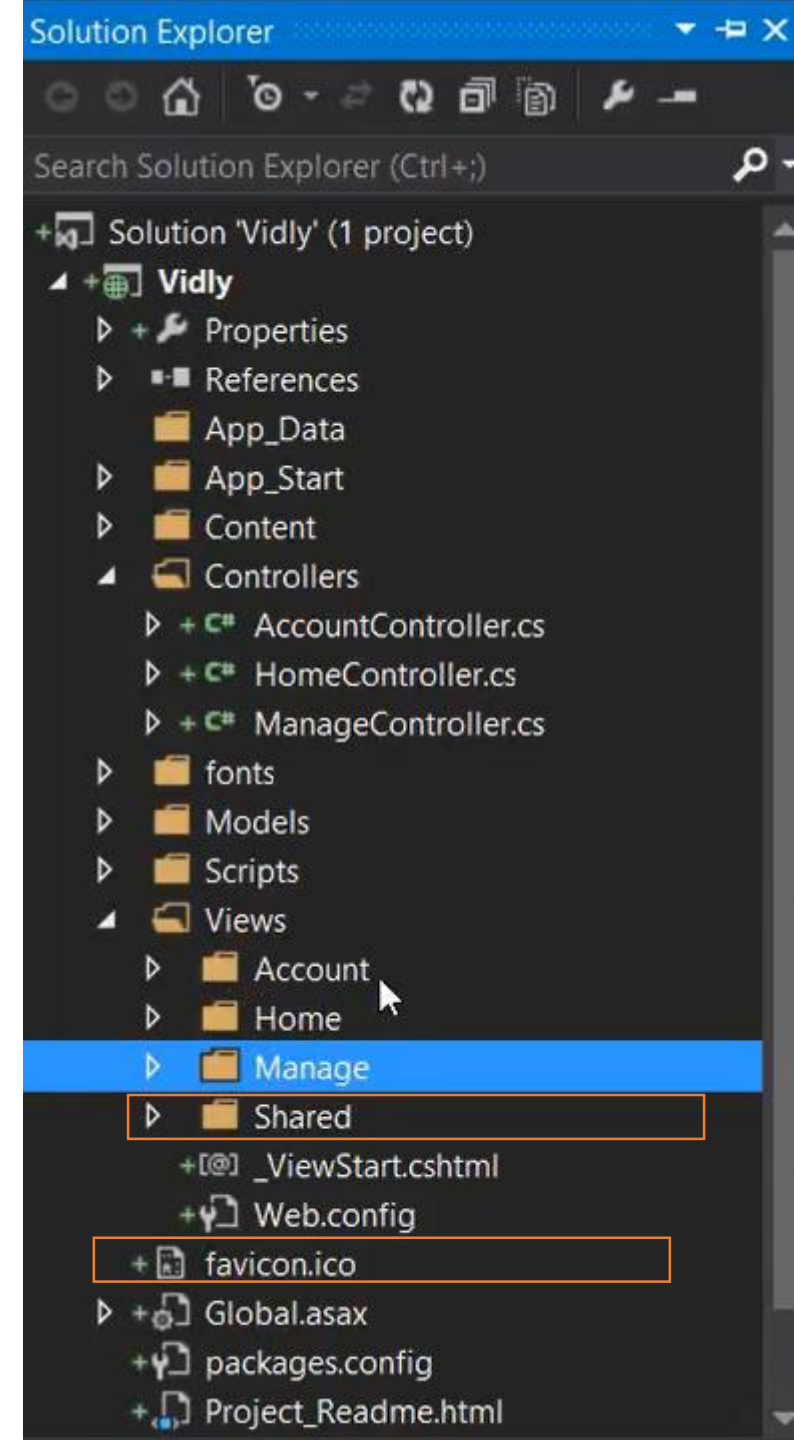 Solution Explorer
Search Solution Explorer (Ctrl+;)
Solution 'Vidly' (1 project)
Vidly
Properties
References
App_Data
App_Start
Content
Controllers
C# AccountController.cs
C# HomeController.cs
C# ManageController.cs
fonts
Models
Scripts
Views
Account
Home
Manage
Shared
[@] _ViewStart.cshtml
Web.config
favicon.ico
Global.asax
packages.config
Project_Readme.html